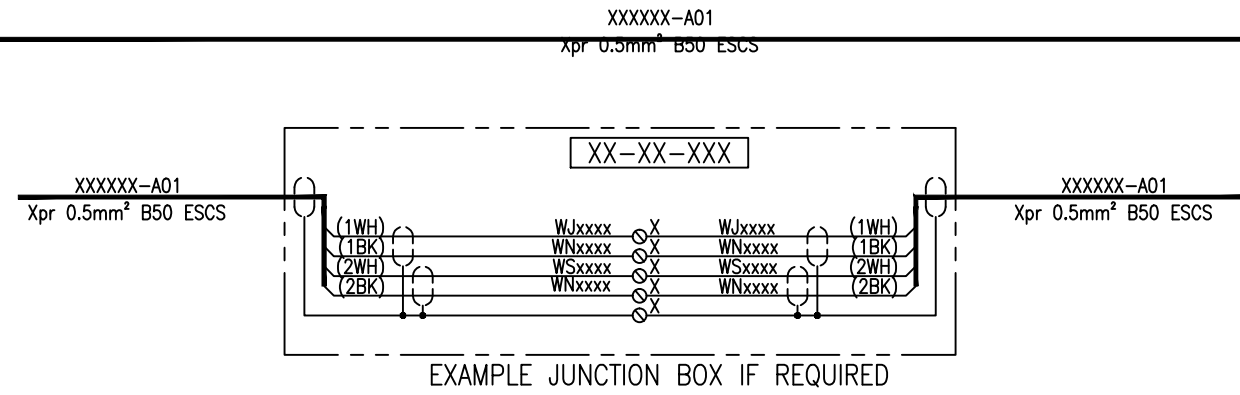 XXXXXX-A01
Xpr 0.5mm² B50 ESCS
XX-XX-XXX
XXXXXX-A01
XXXXXX-A01
Xpr 0.5mm² B50 ESCS
Xpr 0.5mm² B50 ESCS
(1WH) WJxxxx X WJxxxx (1WH)
(1BK) WNxxxx X WNxxxx (1BK)
(2WH) WSxxxx X WSxxxx (2WH)
(2BK) WNxxxx X WNxxxx (2BK)
X
EXAMPLE JUNCTION BOX IF REQUIRED